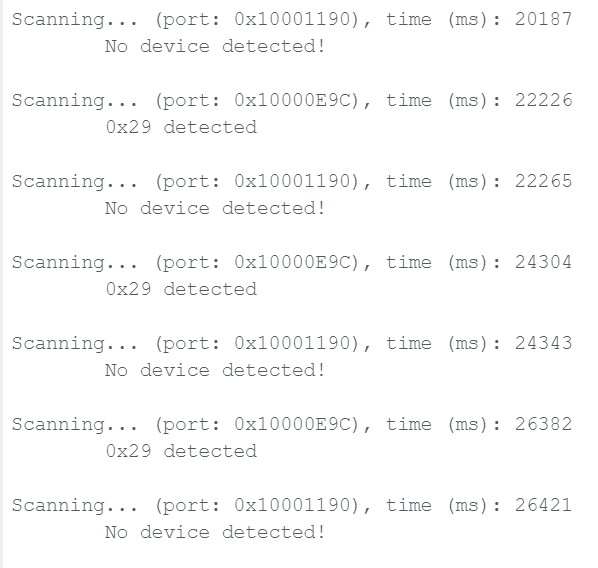 Scanning... (port: 0x10001190), time (ms): 20187
No device detected!
Scanning... (port: 0x10000E9C), time (ms): 22226
0x29 detected
Scanning... (port: 0x10001190), time (ms): 22265
No device detected!
Scanning... (port: 0x10000E9C), time (ms): 24304
0x29 detected
Scanning... (port: 0x10001190), time (ms): 24343
No device detected!
Scanning... (port: 0x10000E9C), time (ms): 26382
0x29 detected
Scanning... (port: 0x10001190), time (ms): 26421
No device detected!